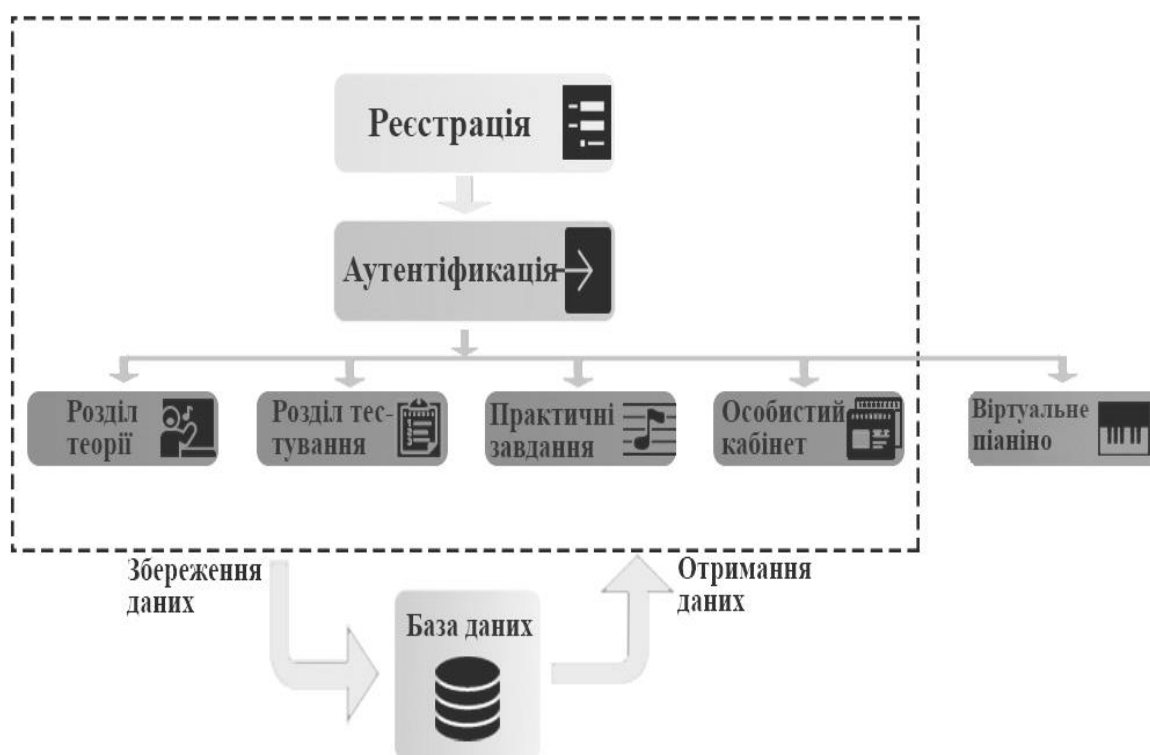 Реєстрація
Аутентіфикація
Розділ
теорії
Розділ тес-
тування
Практичні
завдання
Особистий
кабінет
Віртуальне
піаніно
Збереження
даних
Отримання
даних
База даних